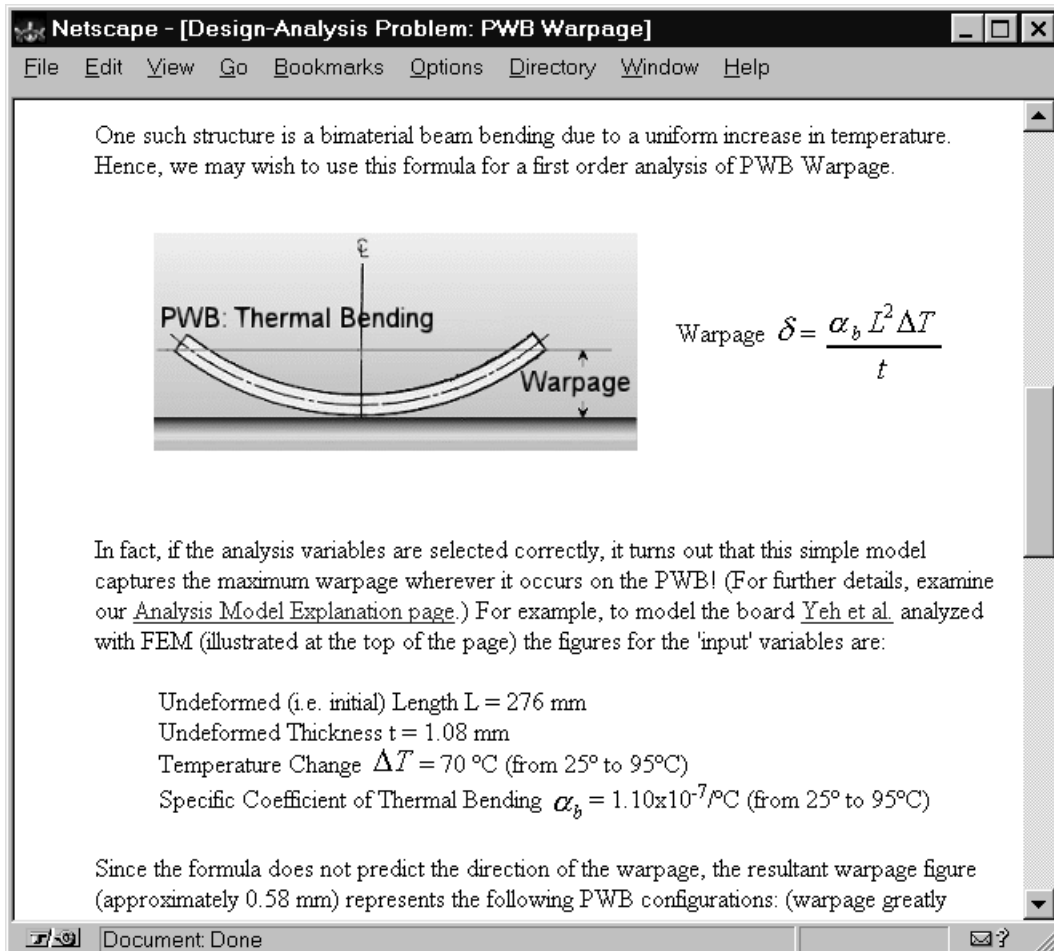 Netscape - [Design-Analysis Problem: PWB Warpage]
File Edit View Go Bookmarks Options Directory Window Help
One such structure is a bimaterial beam bending due to a uniform increase in temperature.
Hence, we may wish to use this formula for a first order analysis of PWB Warpage.
℄
PWB: Thermal Bending
Warpage
Warpage δ = α_b L² ΔT / t
In fact, if the analysis variables are selected correctly, it turns out that this simple model
captures the maximum warpage wherever it occurs on the PWB! (For further details, examine
our Analysis Model Explanation page.) For example, to model the board Yeh et al. analyzed
with FEM (illustrated at the top of the page) the figures for the 'input' variables are:
Undeformed (i.e. initial) Length L = 276 mm
Undeformed Thickness t = 1.08 mm
Temperature Change ΔT = 70 ºC (from 25º to 95ºC)
Specific Coefficient of Thermal Bending α_b = 1.10x10⁻⁷/ºC (from 25º to 95ºC)
Since the formula does not predict the direction of the warpage, the resultant warpage figure
(approximately 0.58 mm) represents the following PWB configurations: (warpage greatly
Document: Done
?